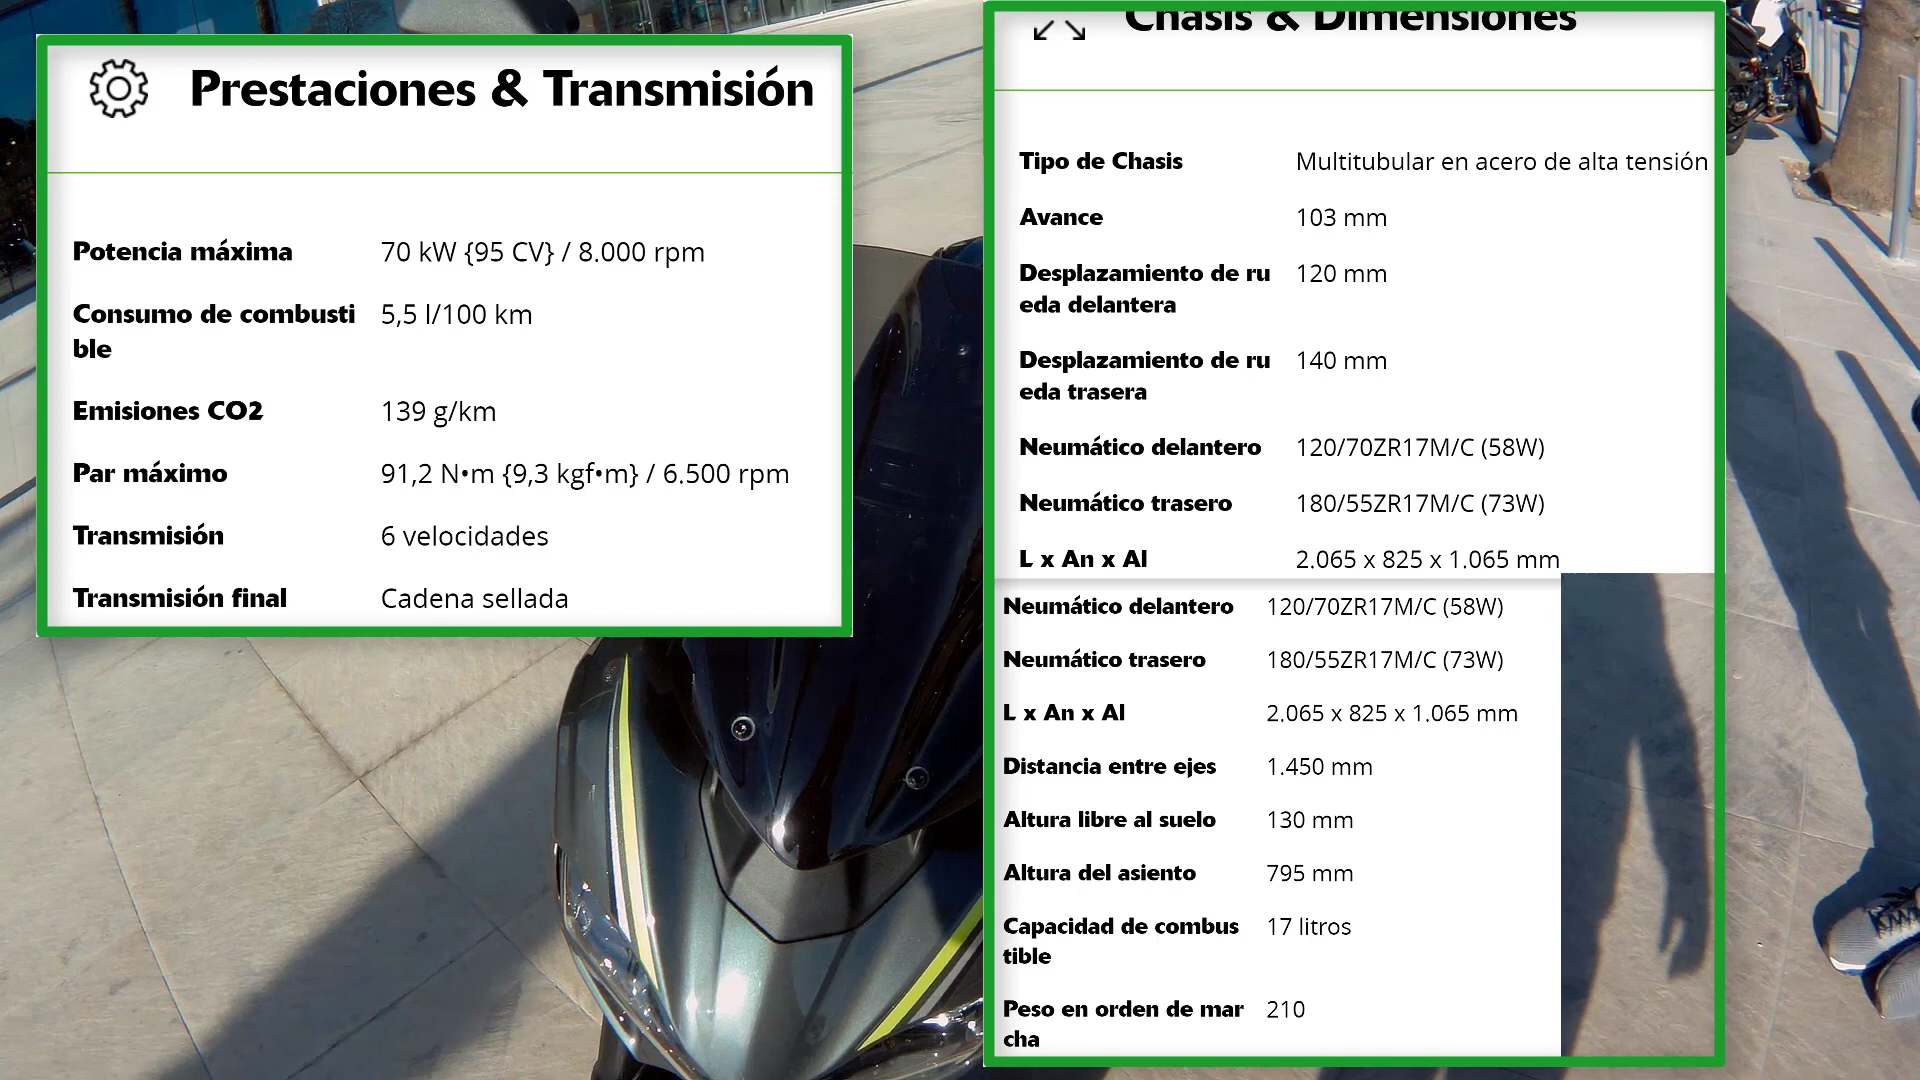 Prestaciones & Transmisión
Potencia máxima 70 kW {95 CV} / 8.000 rpm
Consumo de combusti 5,5 l/100 km
ble
Emisiones CO2 139 g/km
Par máximo 91,2 N•m {9,3 kgf•m} / 6.500 rpm
Transmisión 6 velocidades
Transmisión final Cadena sellada
Chasis & Dimensiones
Tipo de Chasis Multitubular en acero de alta tensión
Avance 103 mm
Desplazamiento de ru 120 mm
eda delantera
Desplazamiento de ru 140 mm
eda trasera
Neumático delantero 120/70ZR17M/C (58W)
Neumático trasero 180/55ZR17M/C (73W)
L x An x Al 2.065 x 825 x 1.065 mm
Neumático delantero 120/70ZR17M/C (58W)
Neumático trasero 180/55ZR17M/C (73W)
L x An x Al 2.065 x 825 x 1.065 mm
Distancia entre ejes 1.450 mm
Altura libre al suelo 130 mm
Altura del asiento 795 mm
Capacidad de combus 17 litros
tible
Peso en orden de mar 210
cha